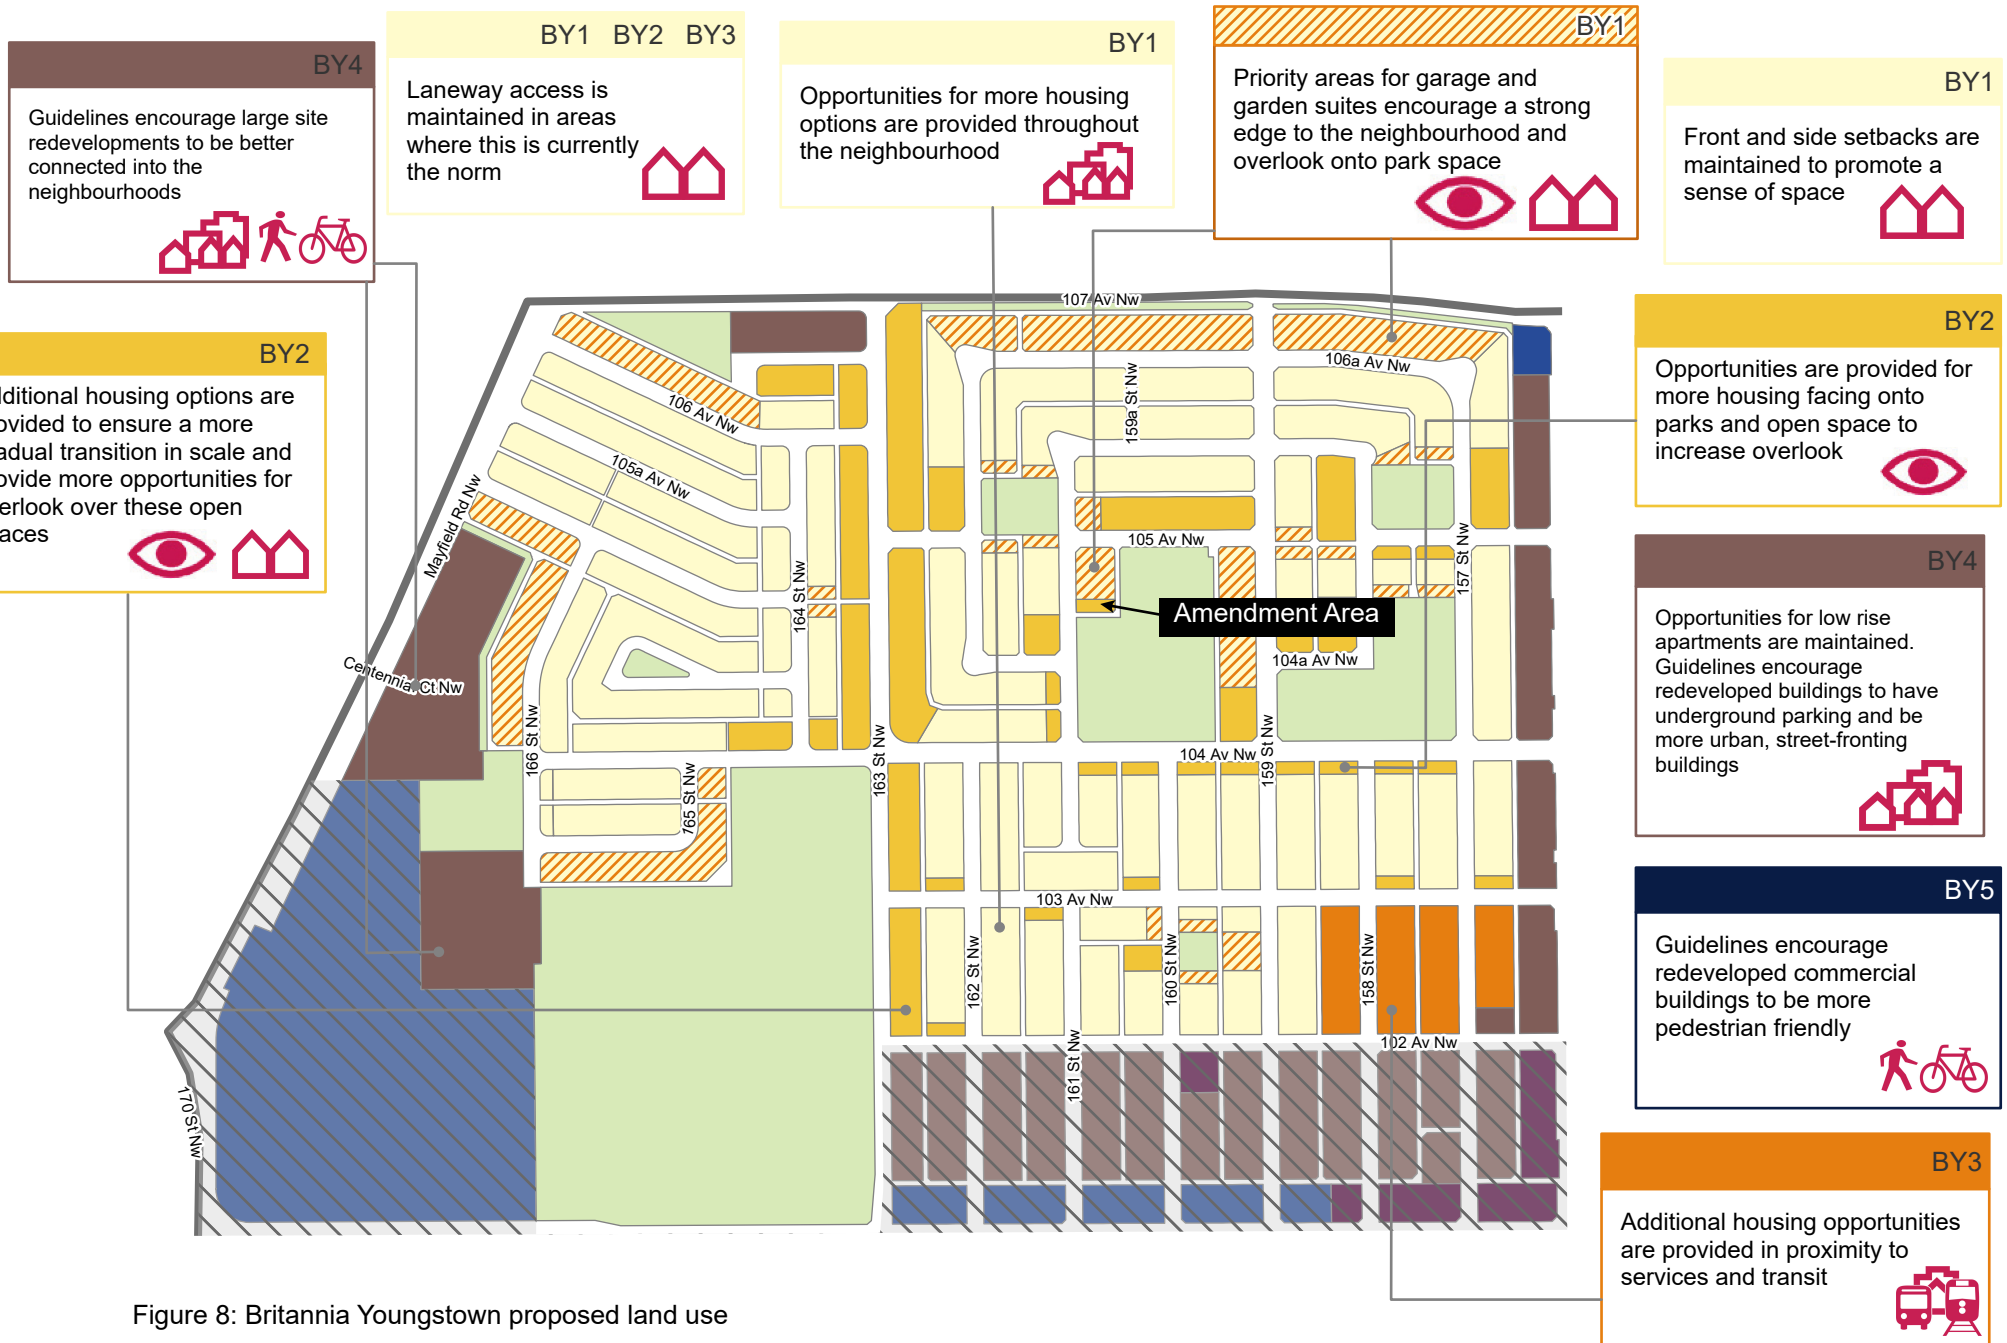 BY4
Guidelines encourage large site
redevelopments to be better
connected into the
neighbourhoods
BY1 BY2 BY3
Laneway access is
maintained in areas
where this is currently
the norm
BY1
Opportunities for more housing
options are provided throughout
the neighbourhood
BY1
Priority areas for garage and
garden suites encourage a strong
edge to the neighbourhood and
overlook onto park space
BY1
Front and side setbacks are
maintained to promote a
sense of space
BY2
ditional housing options are
ovided to ensure a more
adual transition in scale and
ovide more opportunities for
erlook over these open
aces
BY2
Opportunities are provided for
more housing facing onto
parks and open space to
increase overlook
BY4
Opportunities for low rise
apartments are maintained.
Guidelines encourage
redeveloped buildings to have
underground parking and be
more urban, street-fronting
buildings
BY5
Guidelines encourage
redeveloped commercial
buildings to be more
pedestrian friendly
BY3
Additional housing opportunities
are provided in proximity to
services and transit
107 Av Nw
106a Av Nw
159a St Nw
106 Av Nw
105a Av Nw
Mayfield Rd Nw
105 Av Nw
157 St Nw
164 St Nw
Amendment Area
104a Av Nw
Centennial Ct Nw
166 St Nw
163 St Nw
104 Av Nw
159 St Nw
165 St Nw
103 Av Nw
162 St Nw
160 St Nw
158 St Nw
102 Av Nw
161 St Nw
170 St Nw
Figure 8: Britannia Youngstown proposed land use